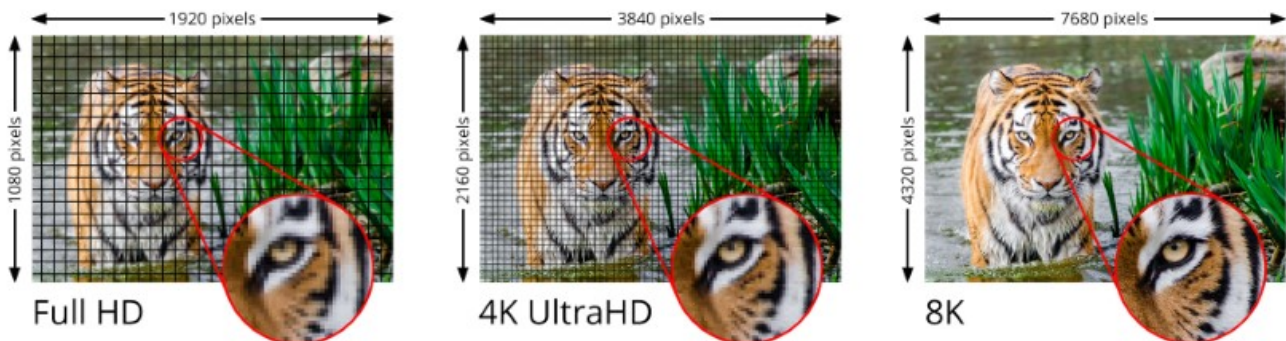 1920 pixels
1080 pixels
Full HD
3840 pixels
2160 pixels
4K UltraHD
7680 pixels
4320 pixels
8K